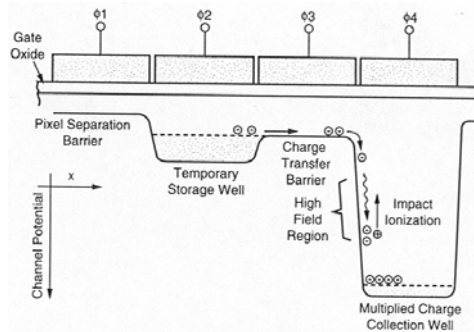 ϕ1
ϕ2
ϕ3
ϕ4
Gate
Oxide
Pixel Separation
Barrier
Temporary
Storage Well
Charge
Transfer
Barrier
x
Channel Potential
High
Field
Region
Impact
Ionization
Multiplied Charge
Collection Well